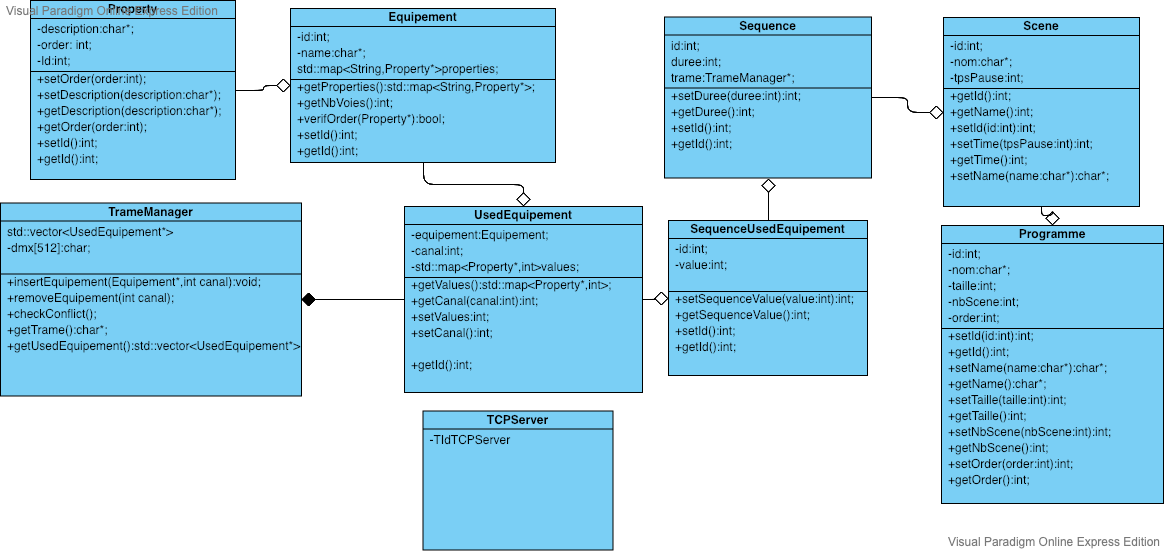 Visual Paradigm Online Express Edition
Property
-description:char*;
-order: int;
-Id:int;
+setOrder(order:int);
+setDescription(description:char*);
+getDescription(description:char*);
+getOrder(order:int);
+setId():int;
+getId():int;
Equipement
-id:int;
-name:char*;
std::map<String,Property*>properties;
+getProperties():std::map<String,Property*>;
+getNbVoies():int;
+verifOrder(Property*):bool;
+setId():int;
+getId():int;
Sequence
id:int;
duree:int;
trame:TrameManager*;
+setDuree(duree:int):int;
+getDuree():int;
+setId():int;
+getId():int;
Scene
-id:int;
-nom:char*;
-tpsPause:int;
+getId():int;
+getName():int;
+setId(id:int):int;
+setTime(tpsPause:int):int;
+getTime():int;
+setName(name:char*):char*;
TrameManager
std::vector<UsedEquipement*>
-dmx[512]:char;
+insertEquipement(Equipement*,int canal):void;
+removeEquipement(int canal);
+checkConflict();
+getTrame():char*;
+getUsedEquipement():std::vector<UsedEquipement*>
UsedEquipement
-equipement:Equipement;
-canal:int;
-std::map<Property*,int>values;
+getValues():std::map<Property*,int>;
+getCanal(canal:int):int;
+setValues:int;
+setCanal():int;
+getId():int;
SequenceUsedEquipement
-id:int;
-value:int;
+setSequenceValue(value:int):int;
+getSequenceValue():int;
+setId():int;
+getId():int;
Programme
-id:int;
-nom:char*;
-taille:int;
-nbScene:int;
-order:int;
+setId(id:int):int;
+getId():int;
+setName(name:char*):char*;
+getName():char*;
+setTaille(taille:int):int;
+getTaille():int;
+setNbScene(nbScene:int):int;
+getNbScene():int;
+setOrder(order:int):int;
+getOrder():int;
TCPServer
-TIdTCPServer
Visual Paradigm Online Express Edition